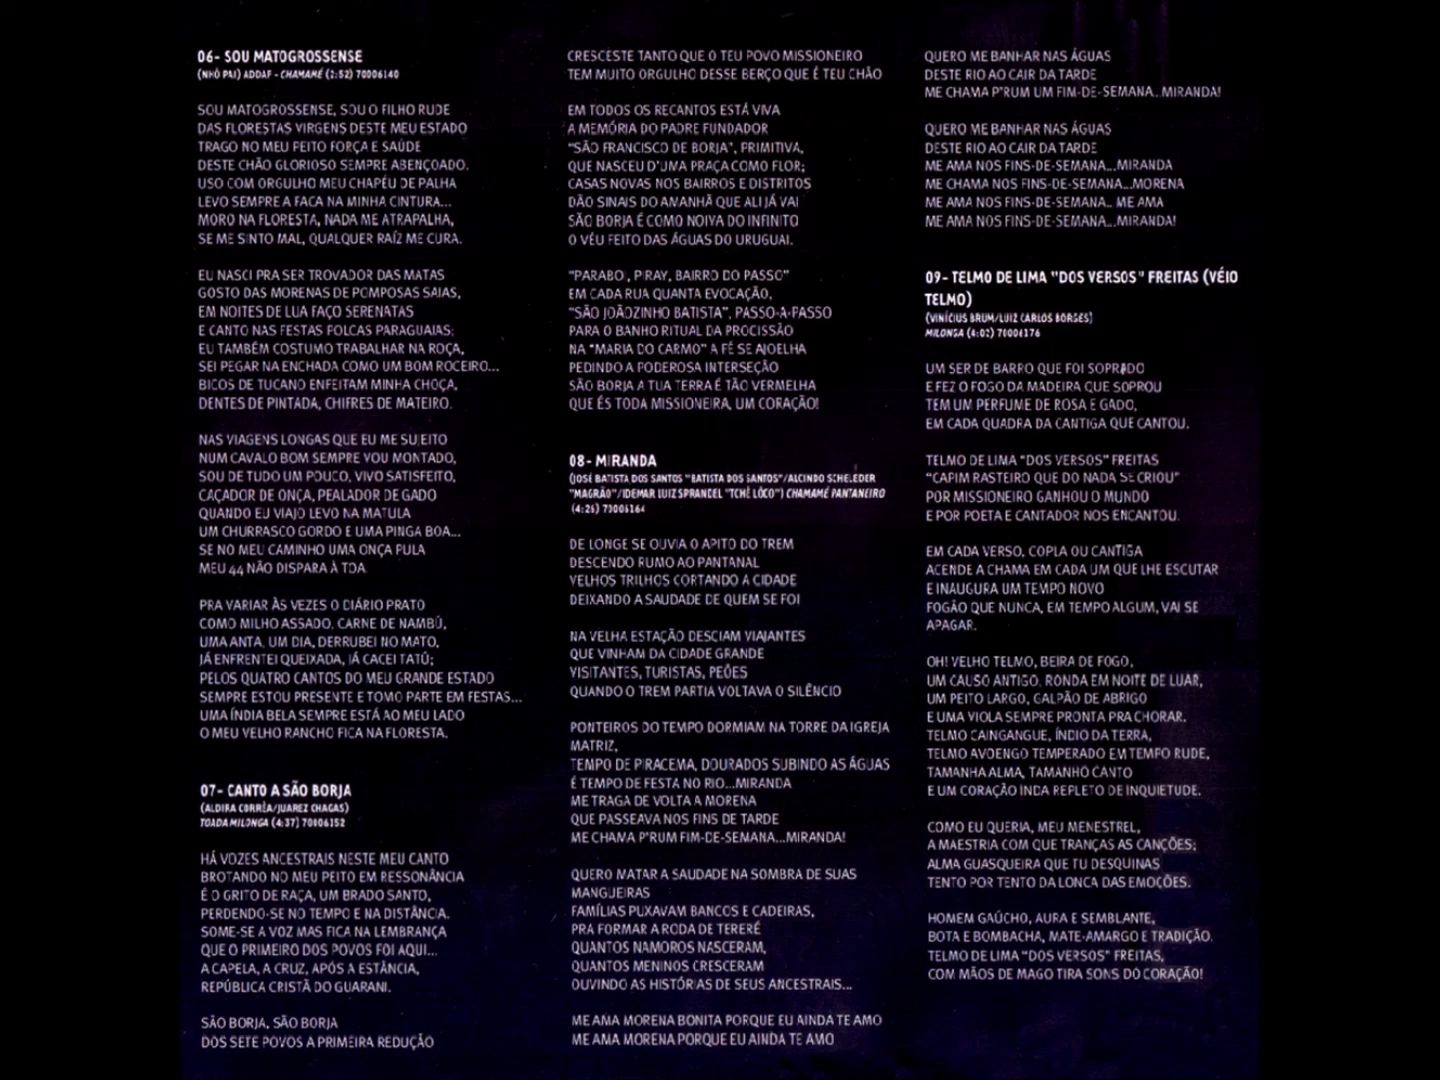 06- SOU MATOGROSSENSE
(NHÔ PAI) ADDAF - CHAMAMÉ (2:52) 70006140
SOU MATOGROSSENSE, SOU O FILHO RUDE
DAS FLORESTAS VIRGENS DESTE MEU ESTADO
TRAGO NO MEU PEITO FORÇA E SAÚDE
DESTE CHÃO GLORIOSO SEMPRE ABENÇOADO.
USO COM ORGULHO MEU CHAPÉU DE PALHA
LEVO SEMPRE A FACA NA MINHA CINTURA...
MORO NA FLORESTA, NADA ME ATRAPALHA,
SE ME SINTO MAL, QUALQUER RAÍZ ME CURA.
EU NASCI PRA SER TROVADOR DAS MATAS
GOSTO DAS MORENAS DE POMPOSAS SAIAS,
EM NOITES DE LUA FAÇO SERENATAS
E CANTO NAS FESTAS FOLCAS PARAGUAIAS;
EU TAMBÉM COSTUMO TRABALHAR NA ROÇA,
SEI PEGAR NA ENCHADA COMO UM BOM ROCEIRO...
BICOS DE TUCANO ENFEITAM MINHA CHOÇA,
DENTES DE PINTADA, CHIFRES DE MATEIRO.
NAS VIAGENS LONGAS QUE EU ME SUJEITO
NUM CAVALO BOM SEMPRE VOU MONTADO,
SOU DE TUDO UM POUCO, VIVO SATISFEITO,
CAÇADOR DE ONÇA, PEALADOR DE GADO
QUANDO EU VIAJO LEVO NA MATULA
UM CHURRASCO GORDO E UMA PINGA BOA...
SE NO MEU CAMINHO UMA ONÇA PULA
MEU 44 NÃO DISPARA À TOA
PRA VARIAR ÀS VEZES O DIÁRIO PRATO
COMO MILHO ASSADO, CARNE DE NAMBÚ,
UMA ANTA, UM DIA, DERRUBEI NO MATO,
JÁ ENFRENTEI QUEIXADA, JÁ CACEI TATÚ;
PELOS QUATRO CANTOS DO MEU GRANDE ESTADO
SEMPRE ESTOU PRESENTE E TOMO PARTE EM FESTAS...
UMA ÍNDIA BELA SEMPRE ESTÁ AO MEU LADO
O MEU VELHO RANCHO FICA NA FLORESTA.
07- CANTO A SÃO BORJA
(ALDIRA CORRÊA/JUAREZ CHAGAS)
TOADA MILONGA (4:37) 70006152
HÁ VOZES ANCESTRAIS NESTE MEU CANTO
BROTANDO NO MEU PEITO EM RESSONÂNCIA
É O GRITO DE RAÇA, UM BRADO SANTO,
PERDENDO-SE NO TEMPO E NA DISTÂNCIA.
SOME-SE A VOZ MAS FICA NA LEMBRANÇA
QUE O PRIMEIRO DOS POVOS FOI AQUI...
A CAPELA, A CRUZ, APÓS A ESTÂNCIA,
REPÚBLICA CRISTÃ DO GUARANI.
SÃO BORJA, SÃO BORJA
DOS SETE POVOS A PRIMEIRA REDUÇÃO
CRESCESTE TANTO QUE O TEU POVO MISSIONEIRO
TEM MUITO ORGULHO DESSE BERÇO QUE É TEU CHÃO
EM TODOS OS RECANTOS ESTÁ VIVA
A MEMÓRIA DO PADRE FUNDADOR
"SÃO FRANCISCO DE BORJA", PRIMITIVA,
QUE NASCEU D'UMA PRAÇA COMO FLOR;
CASAS NOVAS NOS BAIRROS E DISTRITOS
DÃO SINAIS DO AMANHÃ QUE ALI JÁ VAI
SÃO BORJA É COMO NOIVA DO INFINITO
O VÉU FEITO DAS ÁGUAS DO URUGUAI.
"PARABOI, PIRAY, BAIRRO DO PASSO"
EM CADA RUA QUANTA EVOCAÇÃO,
"SÃO JOÃOZINHO BATISTA", PASSO-A-PASSO
PARA O BANHO RITUAL DA PROCISSÃO
NA "MARIA DO CARMO" A FÉ SE AJOELHA
PEDINDO A PODEROSA INTERSEÇÃO
SÃO BORJA A TUA TERRA É TÃO VERMELHA
QUE ÉS TODA MISSIONEIRA, UM CORAÇÃO!
08- MIRANDA
(JOSÉ BATISTA DOS SANTOS "BATISTA DOS SANTOS"/ALCINDO SCHELEDER
"MAGRÃO"/IDEMAR LUIZ SPRANDEL "TCHÊ LÔCO") CHAMAMÉ PANTANEIRO
(4:26) 70006164
DE LONGE SE OUVIA O APITO DO TREM
DESCENDO RUMO AO PANTANAL
VELHOS TRILHOS CORTANDO A CIDADE
DEIXANDO A SAUDADE DE QUEM SE FOI
NA VELHA ESTAÇÃO DESCIAM VIAJANTES
QUE VINHAM DA CIDADE GRANDE
VISITANTES, TURISTAS, PEÕES
QUANDO O TREM PARTIA VOLTAVA O SILÊNCIO
PONTEIROS DO TEMPO DORMIAM NA TORRE DA IGREJA
MATRIZ,
TEMPO DE PIRACEMA, DOURADOS SUBINDO AS ÁGUAS
É TEMPO DE FESTA NO RIO...MIRANDA
ME TRAGA DE VOLTA A MORENA
QUE PASSEAVA NOS FINS DE TARDE
ME CHAMA P'RUM FIM-DE-SEMANA...MIRANDA!
QUERO MATAR A SAUDADE NA SOMBRA DE SUAS
MANGUEIRAS
FAMÍLIAS PUXAVAM BANCOS E CADEIRAS,
PRA FORMAR A RODA DE TERERÉ
QUANTOS NAMOROS NASCERAM,
QUANTOS MENINOS CRESCERAM
OUVINDO AS HISTÓRIAS DE SEUS ANCESTRAIS...
ME AMA MORENA BONITA PORQUE EU AINDA TE AMO
ME AMA MORENA PORQUE EU AINDA TE AMO
QUERO ME BANHAR NAS ÁGUAS
DESTE RIO AO CAIR DA TARDE
ME CHAMA P'RUM UM FIM-DE-SEMANA...MIRANDA!
QUERO ME BANHAR NAS ÁGUAS
DESTE RIO AO CAIR DA TARDE
ME AMA NOS FINS-DE-SEMANA...MIRANDA
ME CHAMA NOS FINS-DE-SEMANA...MORENA
ME AMA NOS FINS-DE-SEMANA.. ME AMA
ME AMA NOS FINS-DE-SEMANA...MIRANDA!
09- TELMO DE LIMA "DOS VERSOS" FREITAS (VÉIO
TELMO)
(VINÍCIUS BRUM/LUIZ CARLOS BORGES)
MILONGA (4:02) 70006176
UM SER DE BARRO QUE FOI SOPRADO
E FEZ O FOGO DA MADEIRA QUE SOPROU
TEM UM PERFUME DE ROSA E GADO,
EM CADA QUADRA DA CANTIGA QUE CANTOU.
TELMO DE LIMA "DOS VERSOS" FREITAS
"CAPIM RASTEIRO QUE DO NADA SE CRIOU"
POR MISSIONEIRO GANHOU O MUNDO
E POR POETA E CANTADOR NOS ENCANTOU.
EM CADA VERSO, COPLA OU CANTIGA
ACENDE A CHAMA EM CADA UM QUE LHE ESCUTAR
E INAUGURA UM TEMPO NOVO
FOGÃO QUE NUNCA, EM TEMPO ALGUM, VAI SE
APAGAR.
OH! VELHO TELMO, BEIRA DE FOGO,
UM CAUSO ANTIGO, RONDA EM NOITE DE LUAR,
UM PEITO LARGO, GALPÃO DE ABRIGO
E UMA VIOLA SEMPRE PRONTA PRA CHORAR.
TELMO CAINGANGUE, ÍNDIO DA TERRA,
TELMO AVOENGO TEMPERADO EM TEMPO RUDE,
TAMANHA ALMA, TAMANHO CANTO
E UM CORAÇÃO INDA REPLETO DE INQUIETUDE.
COMO EU QUERIA, MEU MENESTREL,
A MAESTRIA COM QUE TRANÇAS AS CANÇÕES;
ALMA GUASQUEIRA QUE TU DESQUINAS
TENTO POR TENTO DA LONCA DAS EMOÇÕES.
HOMEM GAÚCHO, AURA E SEMBLANTE,
BOTA E BOMBACHA, MATE-AMARGO E TRADIÇÃO.
TELMO DE LIMA "DOS VERSOS" FREITAS,
COM MÃOS DE MAGO TIRA SONS DO CORAÇÃO!